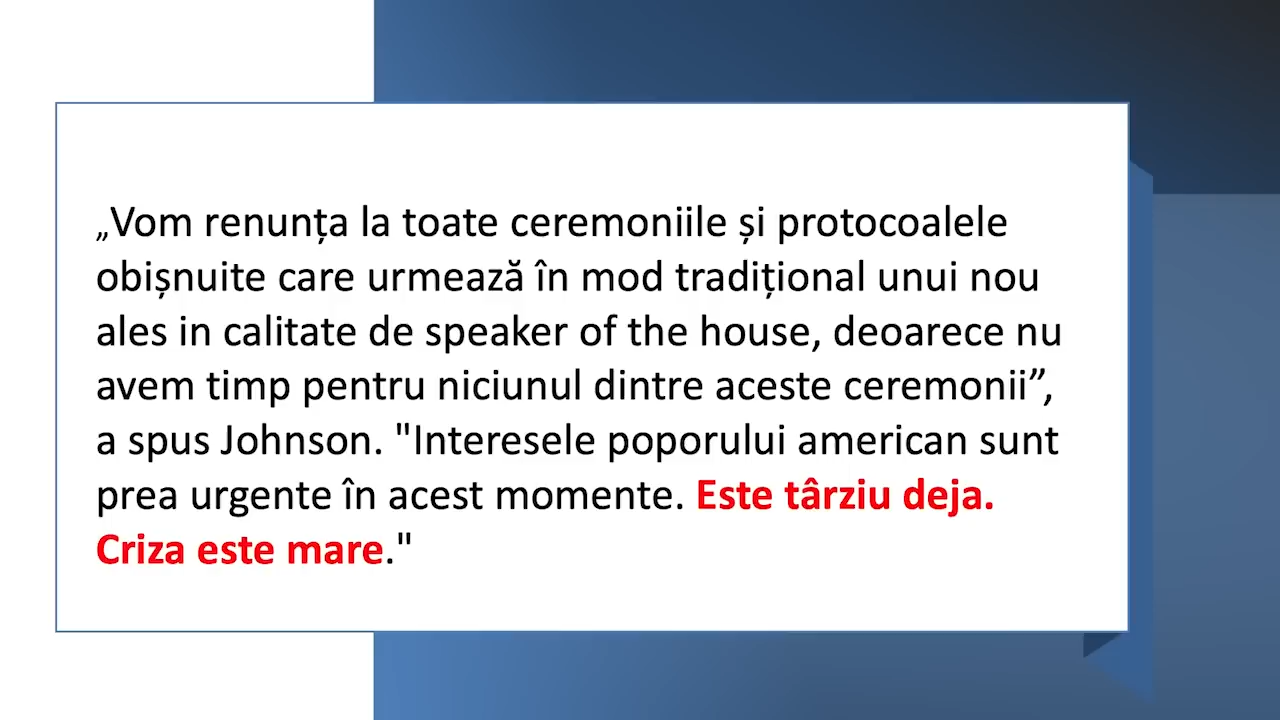 „Vom renunța la toate ceremoniile și protocoalele
obișnuite care urmează în mod tradițional unui nou
ales in calitate de speaker of the house, deoarece nu
avem timp pentru niciunul dintre aceste ceremonii”,
a spus Johnson. "Interesele poporului american sunt
prea urgente în acest momente. Este târziu deja.
Criza este mare."